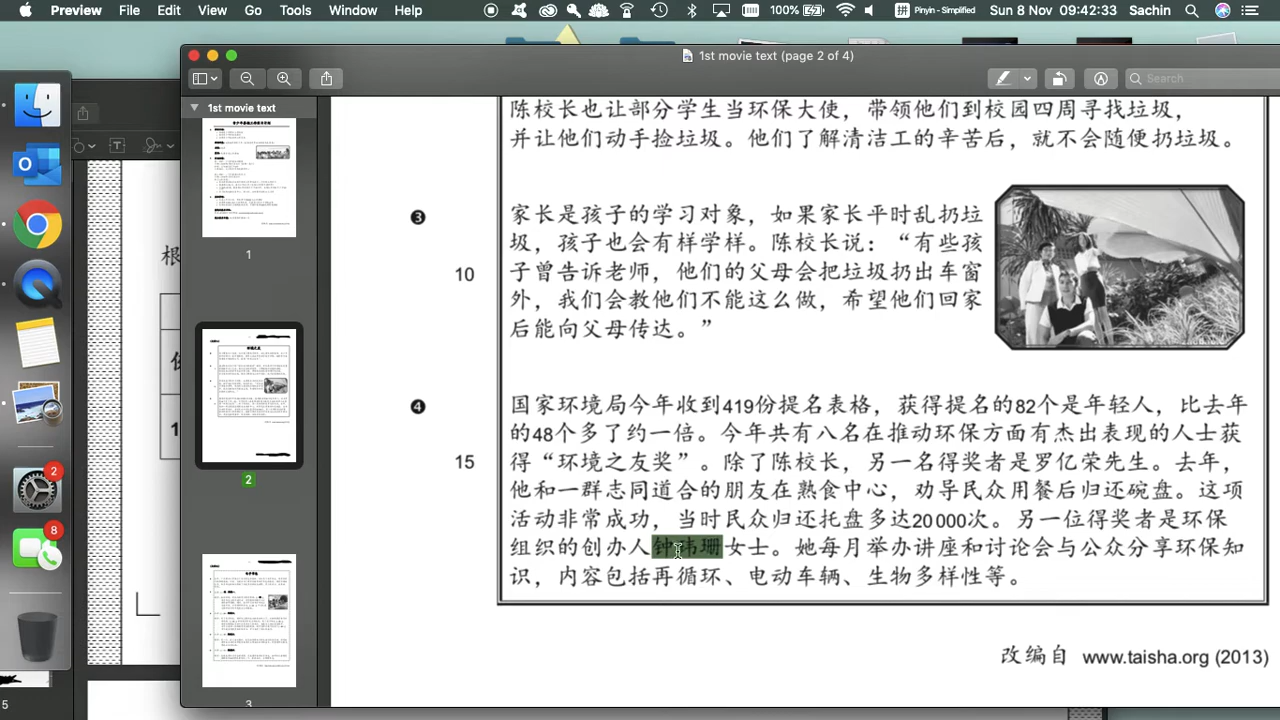 Preview File Edit View Go Tools Window Help 100% Pinyin - Simplified Sun 8 Nov 09:42:33 Sachin
1st movie text (page 2 of 4)
Search
1st movie text
1
2
3
陈校长也让部分学生当环保大使，带领他们到校园四周寻找垃圾，
并让他们动手捡垃圾。他们了解清洁工的辛苦后，就不会随便扔垃圾。
❸ 家长是孩子的学习对象，如果家长平时乱扔垃
圾，孩子也会有样学样。陈校长说：“有些孩
10 子曾告诉老师，他们的父母会把垃圾扔出车窗
外，我们会教他们不能这么做，希望他们回家
后能向父母传达。”
❹ 国家环境局今年收到419份提名表格，获得提名的82个是年轻人，比去年
的48个多了约一倍。今年共有八名在推动环保方面有杰出表现的人士获
15 得“环境之友奖”。除了陈校长，另一名得奖者是罗亿荣先生。去年，
他和一群志同道合的朋友在熟食中心，劝导民众用餐后归还碗盘。这项
活动非常成功，当时民众归还托盘多达20 000次。另一位得奖者是环保
组织的创办人钟玮珊女士。她每月举办讲座和讨论会与公众分享环保知
识，内容包括再循环、电动车辆、生物多样性等。
改编自 www.taisha.org (2013)
根
2
8
5